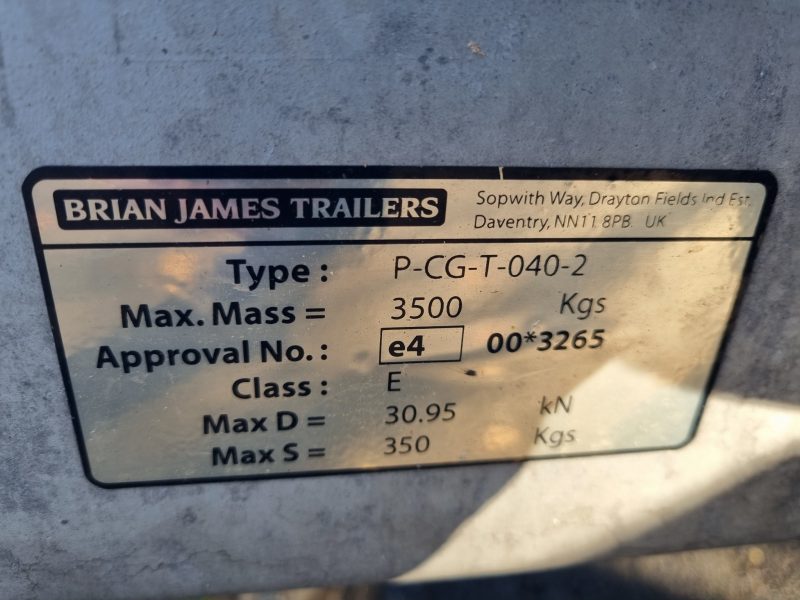 BRIAN JAMES TRAILERS
Sopwith Way, Drayton Fields Ind Est,
Daventry, NN11 8PB UK
Type : P-CG-T-040-2
Max. Mass = 3500 Kgs
Approval No. : e4 00*3265
Class : E
Max D = 30.95 kN
Max S = 350 Kgs